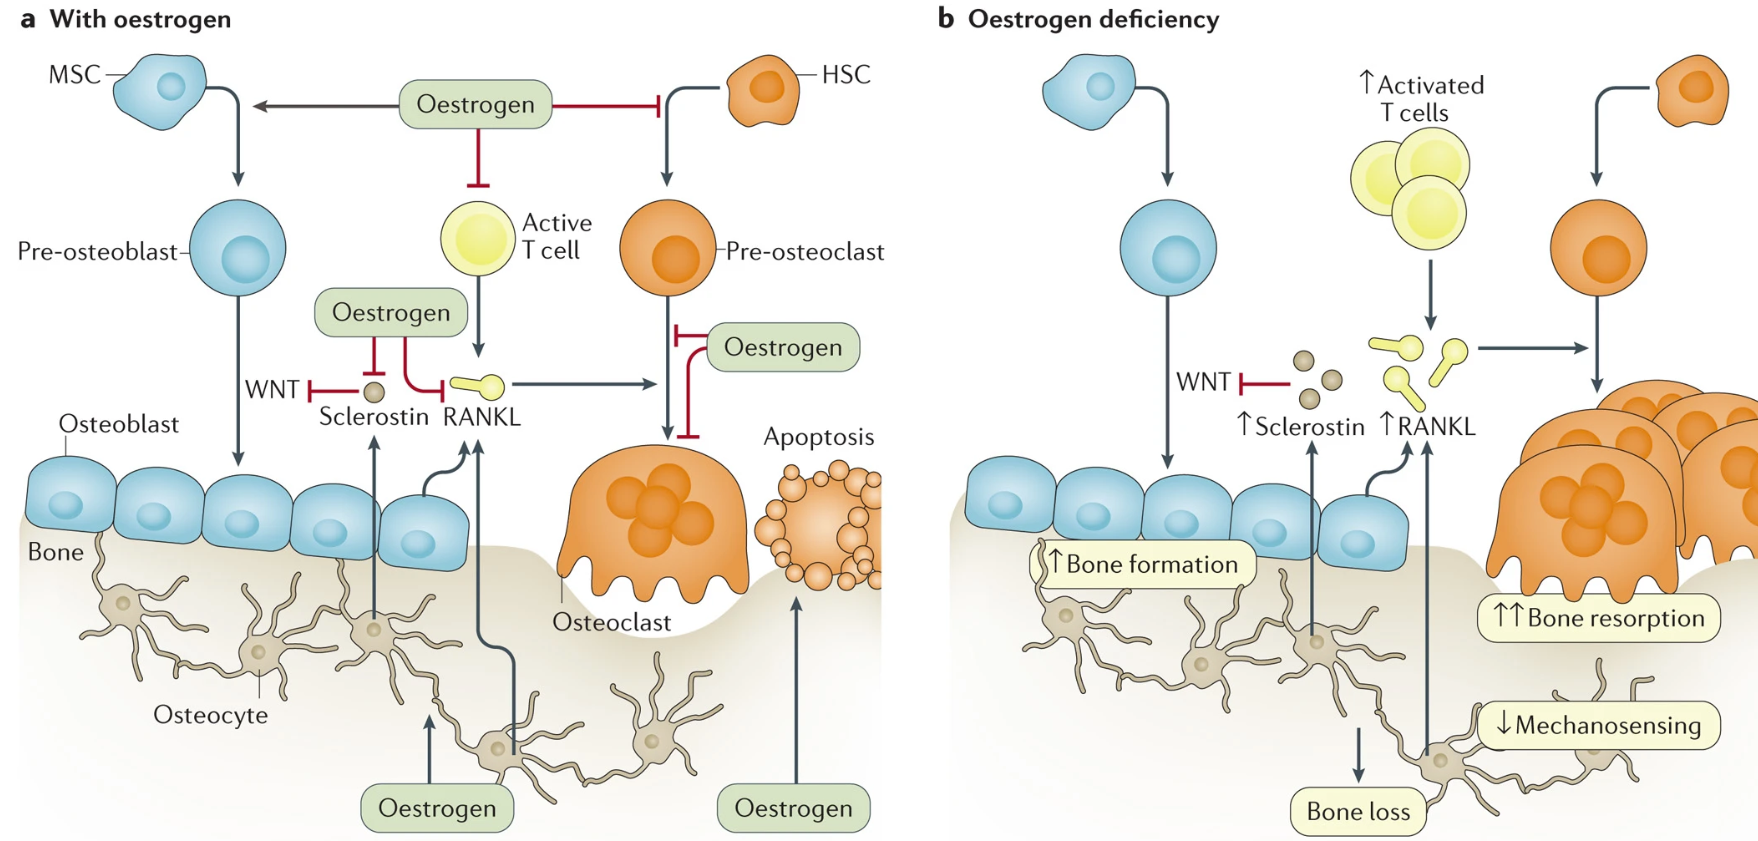 a With oestrogen
MSC
Oestrogen
HSC
Pre-osteoblast
Active
T cell
Pre-osteoclast
Oestrogen
Oestrogen
WNT
Sclerostin
RANKL
Osteoblast
Apoptosis
Bone
Osteoclast
Osteocyte
Oestrogen
Oestrogen
b Oestrogen deficiency
↑Activated
T cells
WNT
↑Sclerostin
↑RANKL
↑Bone formation
↑↑Bone resorption
↓Mechanosensing
Bone loss